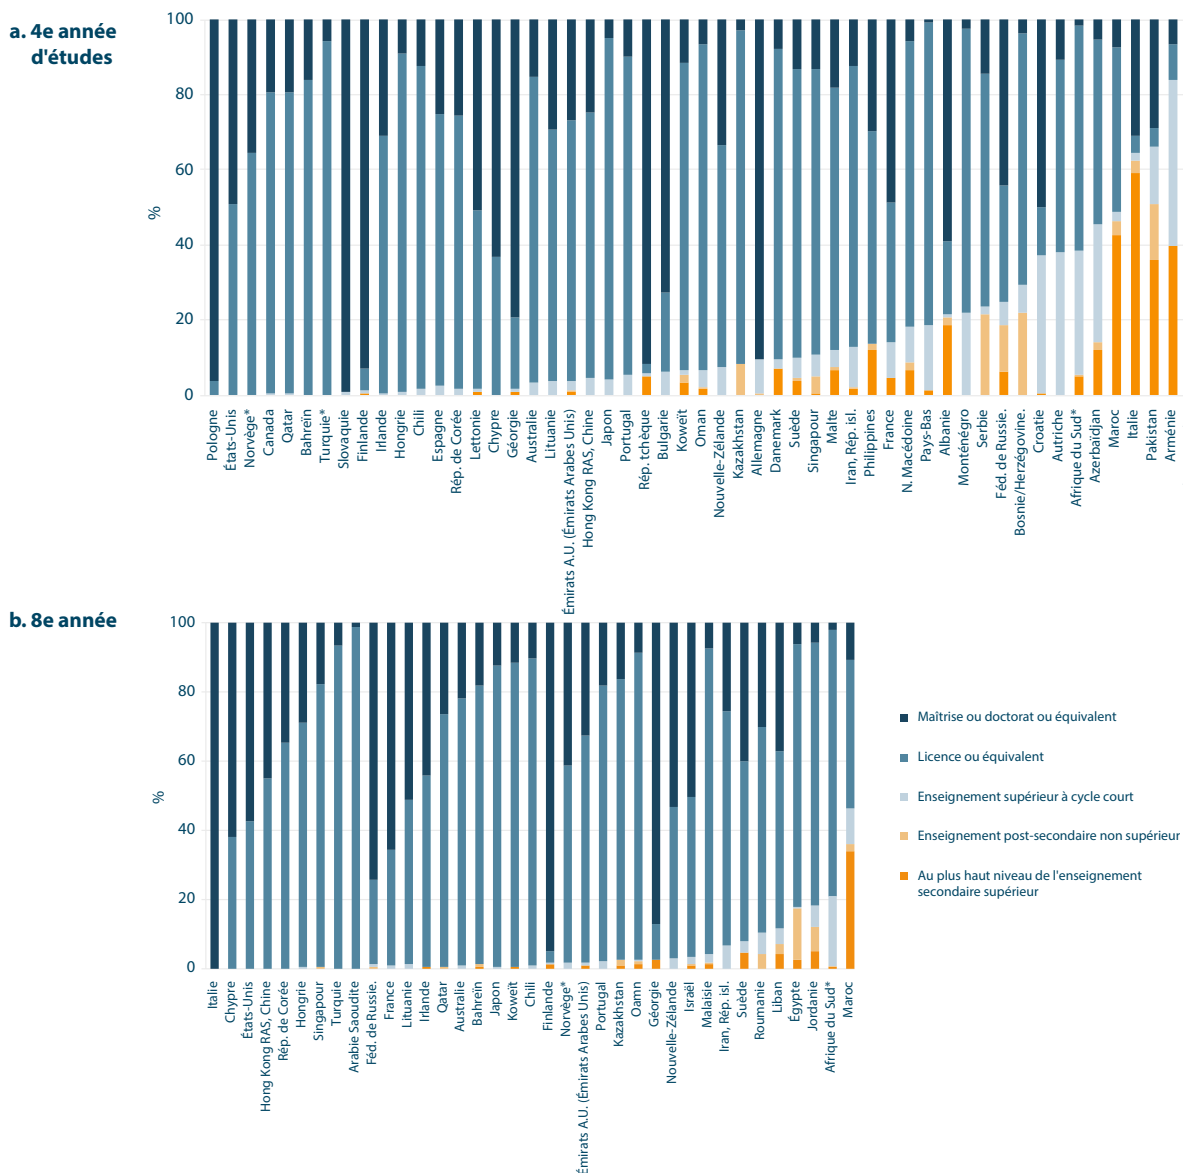 a. 4e année
d'études
100
80
60
40
20
0
%
Pologne
États-Unis
Norvège*
Canada
Qatar
Bahreïn
Turquie*
Slovaquie
Finlande
Irlande
Hongrie
Chili
Espagne
Rép. de Corée
Lettonie
Chypre
Géorgie
Australie
Lituanie
Émirats A.U. (Émirats Arabes Unis)
Hong Kong RAS, Chine
Japon
Portugal
Rép. tchèque
Bulgarie
Koweït
Oman
Nouvelle-Zélande
Kazakhstan
Allemagne
Danemark
Suède
Singapour
Malte
Iran, Rép. isl.
Philippines
France
N. Macédoine
Pays-Bas
Albanie
Monténégro
Serbie
Féd. de Russie.
Bosnie/Herzégovine.
Croatie
Autriche
Afrique du Sud*
Azerbaïdjan
Maroc
Italie
Pakistan
Arménie
b. 8e année
100
80
60
40
20
0
%
Italie
Chypre
États-Unis
Hong Kong RAS, Chine
Rép. de Corée
Hongrie
Singapour
Turquie
Arabie Saoudite
Féd. de Russie.
France
Lituanie
Irlande
Qatar
Australie
Bahreïn
Japon
Koweït
Chili
Finlande
Norvège*
Émirats A.U. (Émirats Arabes Unis)
Portugal
Kazakhstan
Oamn
Géorgie
Nouvelle-Zélande
Israël
Malaisie
Iran, Rép. isl.
Suède
Roumanie
Liban
Égypte
Jordanie
Afrique du Sud*
Maroc
Maîtrise ou doctorat ou équivalent
Licence ou équivalent
Enseignement supérieur à cycle court
Enseignement post-secondaire non supérieur
Au plus haut niveau de l'enseignement
secondaire supérieur